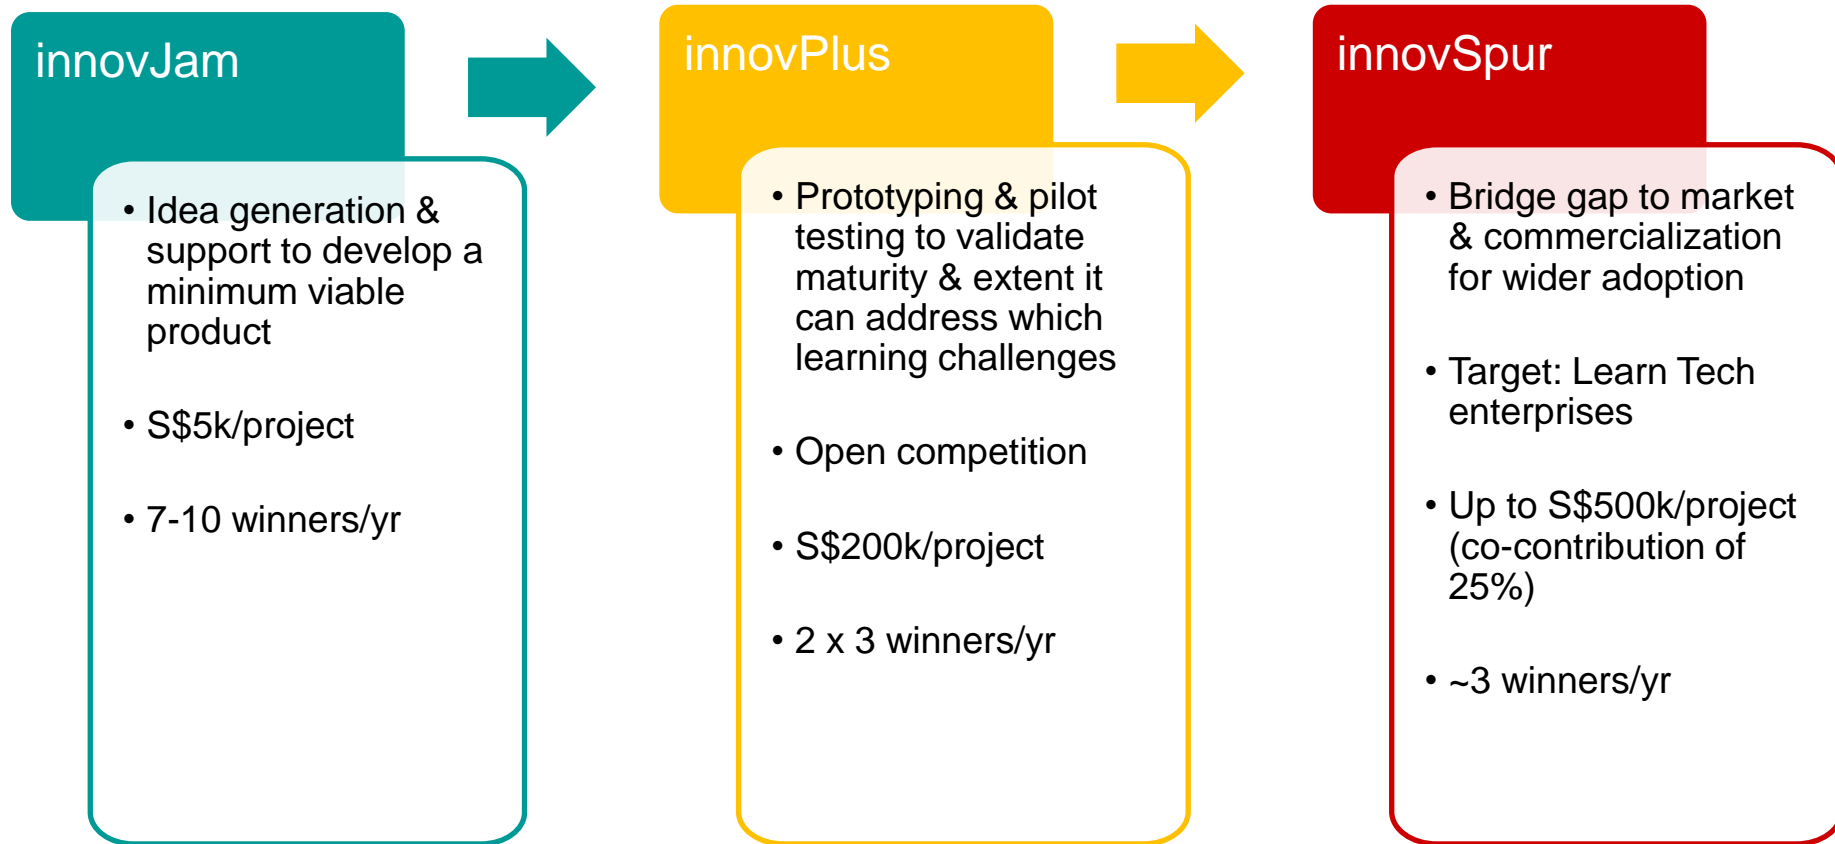 innovJam
• Idea generation &
support to develop a
minimum viable
product
• S$5k/project
• 7-10 winners/yr
innovPlus
• Prototyping & pilot
testing to validate
maturity & extent it
can address which
learning challenges
• Open competition
• S$200k/project
• 2 x 3 winners/yr
innovSpur
• Bridge gap to market
& commercialization
for wider adoption
• Target: Learn Tech
enterprises
• Up to S$500k/project
(co-contribution of
25%)
• ~3 winners/yr